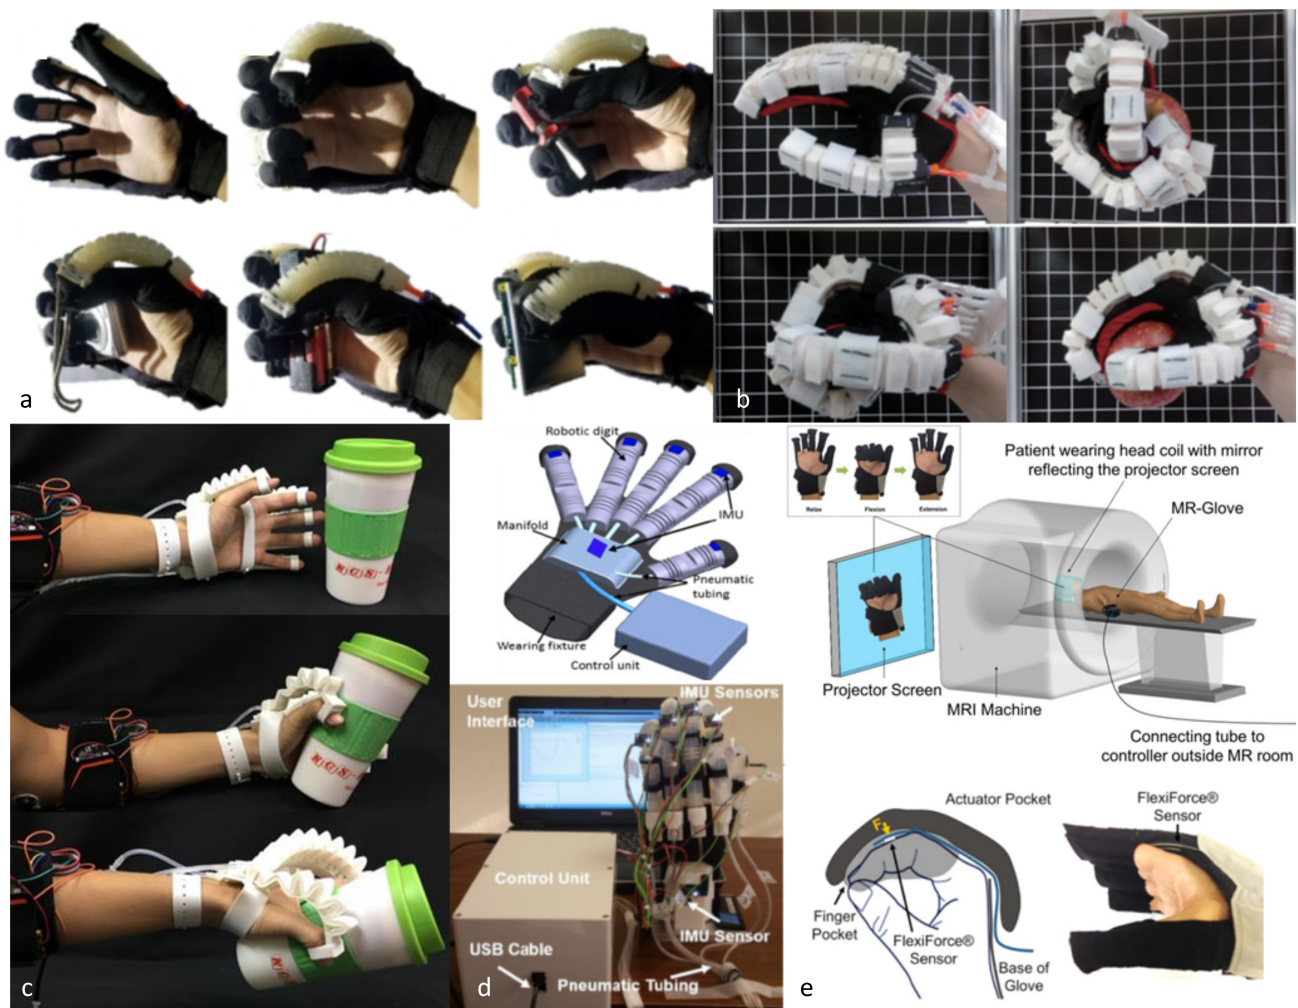 a
b
c
NGS
Robotic digit
IMU
Manifold
Pneumatic
tubing
Wearing fixture
Control unit
User
Interface
IMU Sensors
Control Unit
IMU Sensor
USB Cable
Pneumatic Tubing
d
Relax
Flexion
Extension
Patient wearing head coil with mirror
reflecting the projector screen
MR-Glove
Projector Screen
MRI Machine
Connecting tube to
controller outside MR room
Actuator Pocket
F
FlexiForce®
Sensor
Finger
Pocket
FlexiForce®
Sensor
Base of
Glove
e